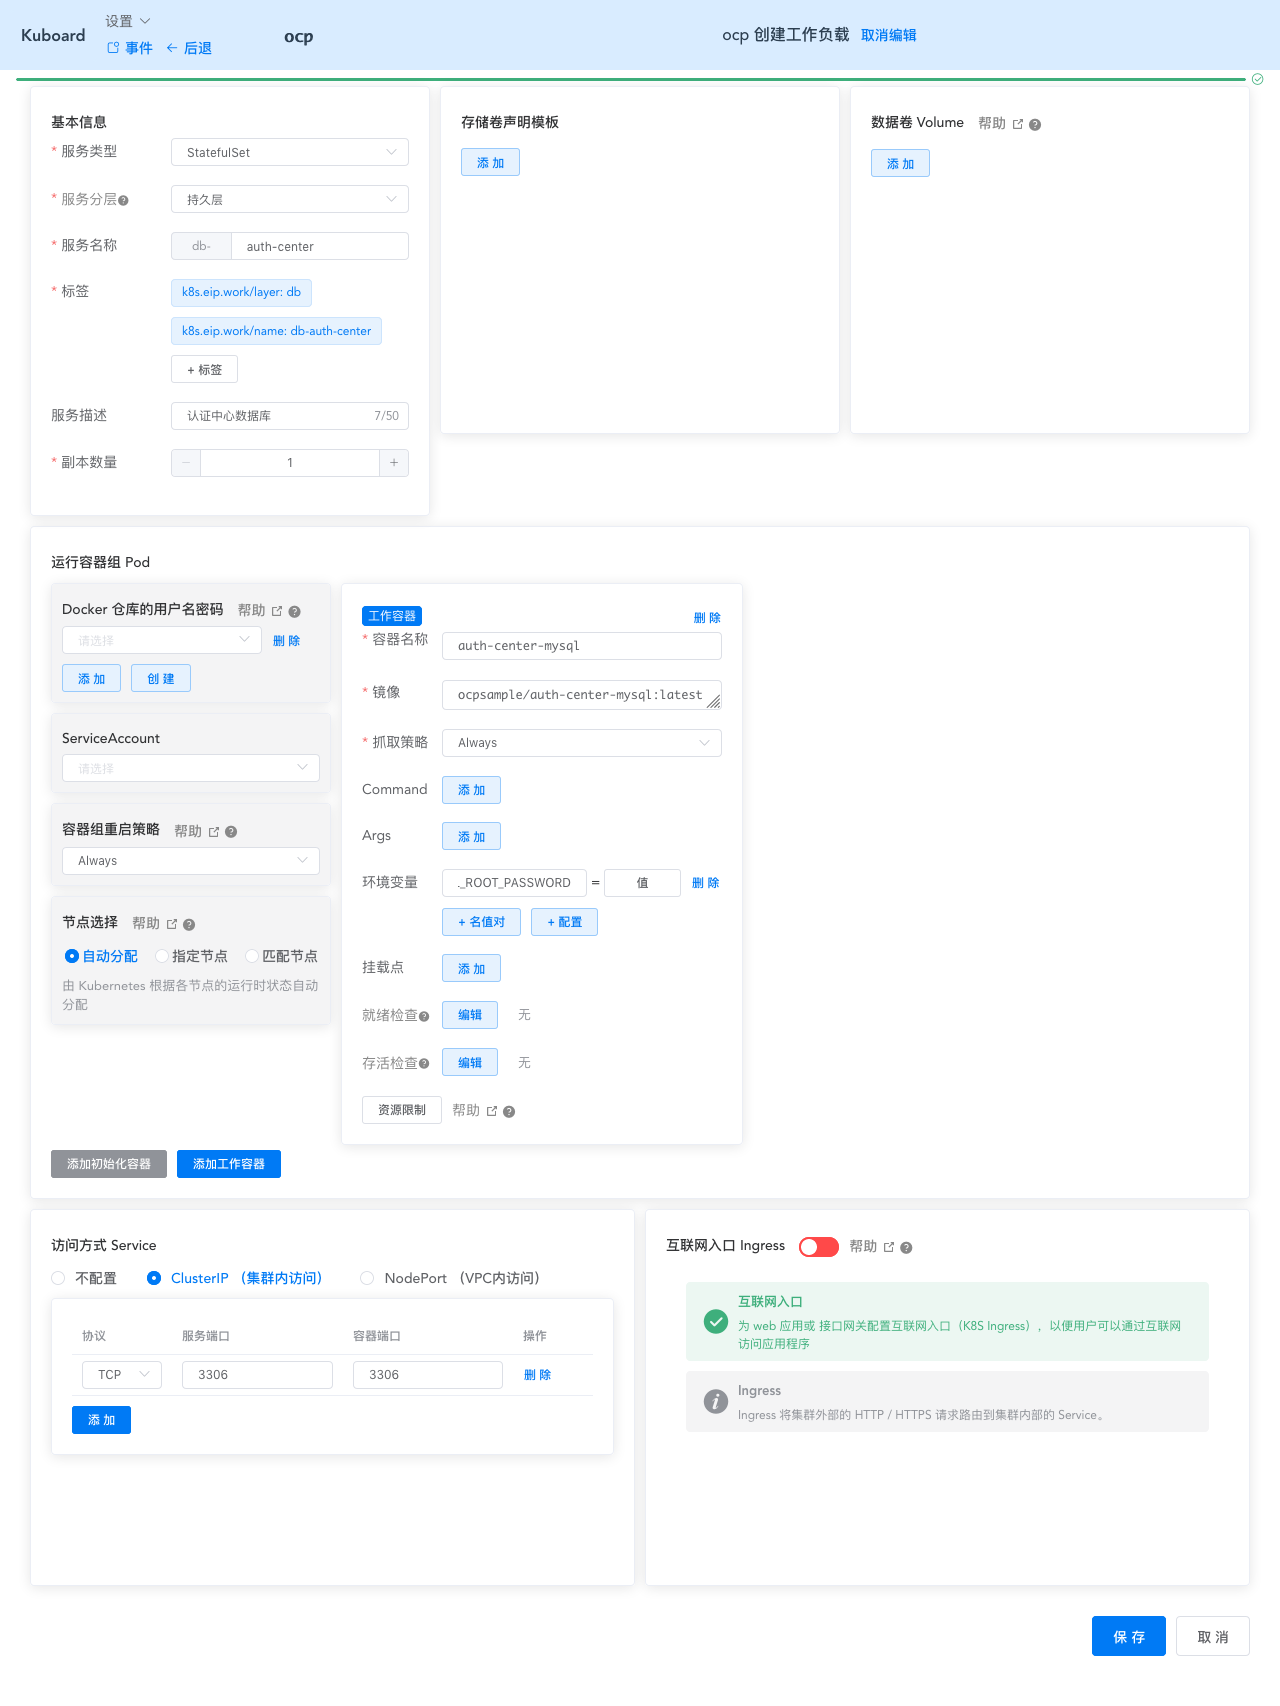 Kuboard
设置
事件
后退
ocp
ocp 创建工作负载 取消编辑
基本信息
* 服务类型 StatefulSet
* 服务分层 持久层
* 服务名称 db- auth-center
* 标签 k8s.eip.work/layer: db
k8s.eip.work/name: db-auth-center
+ 标签
服务描述 认证中心数据库 7/50
* 副本数量 − 1 +
存储卷声明模板
添 加
数据卷 Volume 帮助
添 加
运行容器组 Pod
Docker 仓库的用户名密码 帮助
请选择 删 除
添 加 创 建
ServiceAccount
请选择
容器组重启策略 帮助
Always
节点选择 帮助
自动分配 指定节点 匹配节点
由 Kubernetes 根据各节点的运行时状态自动
分配
工作容器 删 除
* 容器名称 auth-center-mysql
* 镜像 ocpsample/auth-center-mysql:latest
* 抓取策略 Always
Command 添 加
Args 添 加
环境变量 ._ROOT_PASSWORD = 值 删 除
+ 名值对 + 配置
挂载点 添 加
就绪检查 编辑 无
存活检查 编辑 无
资源限制 帮助
添加初始化容器 添加工作容器
访问方式 Service
不配置 ClusterIP （集群内访问） NodePort （VPC内访问）
协议 服务端口 容器端口 操作
TCP 3306 3306 删 除
添 加
互联网入口 Ingress 帮助
互联网入口
为 web 应用或 接口网关配置互联网入口（K8S Ingress），以便用户可以通过互联网
访问应用程序
Ingress
Ingress 将集群外部的 HTTP / HTTPS 请求路由到集群内部的 Service。
保 存 取 消